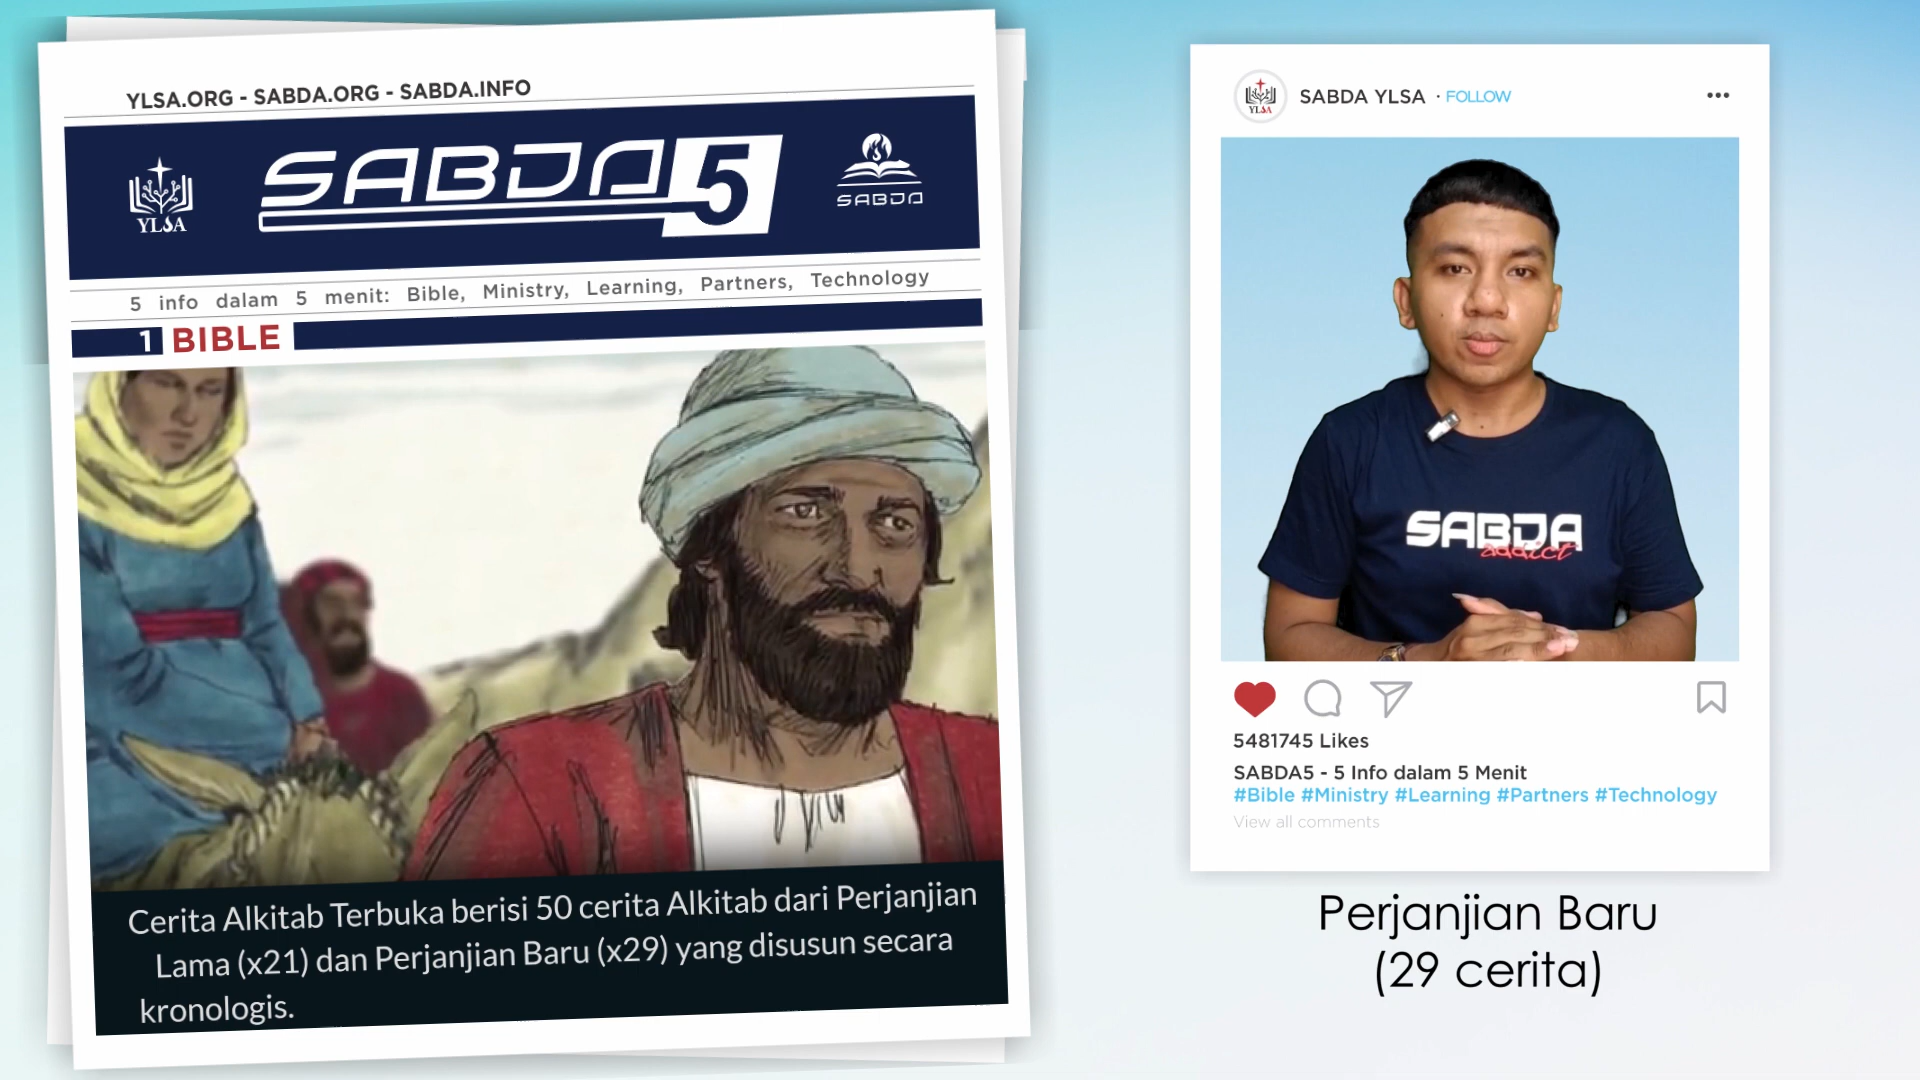 YLSA.ORG - SABDA.ORG - SABDA.INFO
YLSA
SABDA 5
SABDA
5 info dalam 5 menit: Bible, Ministry, Learning, Partners, Technology
1 BIBLE
Cerita Alkitab Terbuka berisi 50 cerita Alkitab dari Perjanjian
Lama (x21) dan Perjanjian Baru (x29) yang disusun secara
kronologis.
YLSA
SABDA YLSA · FOLLOW
SABDA
addict
5481745 Likes
SABDA5 - 5 Info dalam 5 Menit
#Bible #Ministry #Learning #Partners #Technology
View all comments
Perjanjian Baru
(29 cerita)